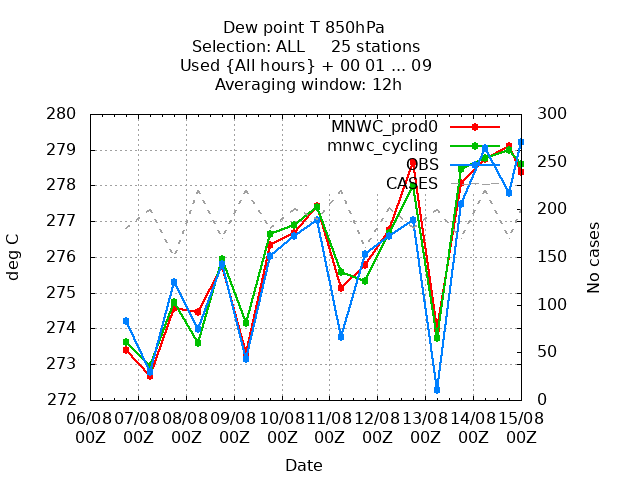 Dew point T 850hPa
Selection: ALL 25 stations
Used {All hours} + 00 01 ... 09
Averaging window: 12h
280
279
278
277
276
275
274
273
272
deg C
300
250
200
150
100
50
0
No cases
MNWC_prod0
mnwc_cycling
OBS
CASES
06/08 07/08 08/08 09/08 10/08 11/08 12/08 13/08 14/08 15/08
00Z 00Z 00Z 00Z 00Z 00Z 00Z 00Z 00Z 00Z
Date